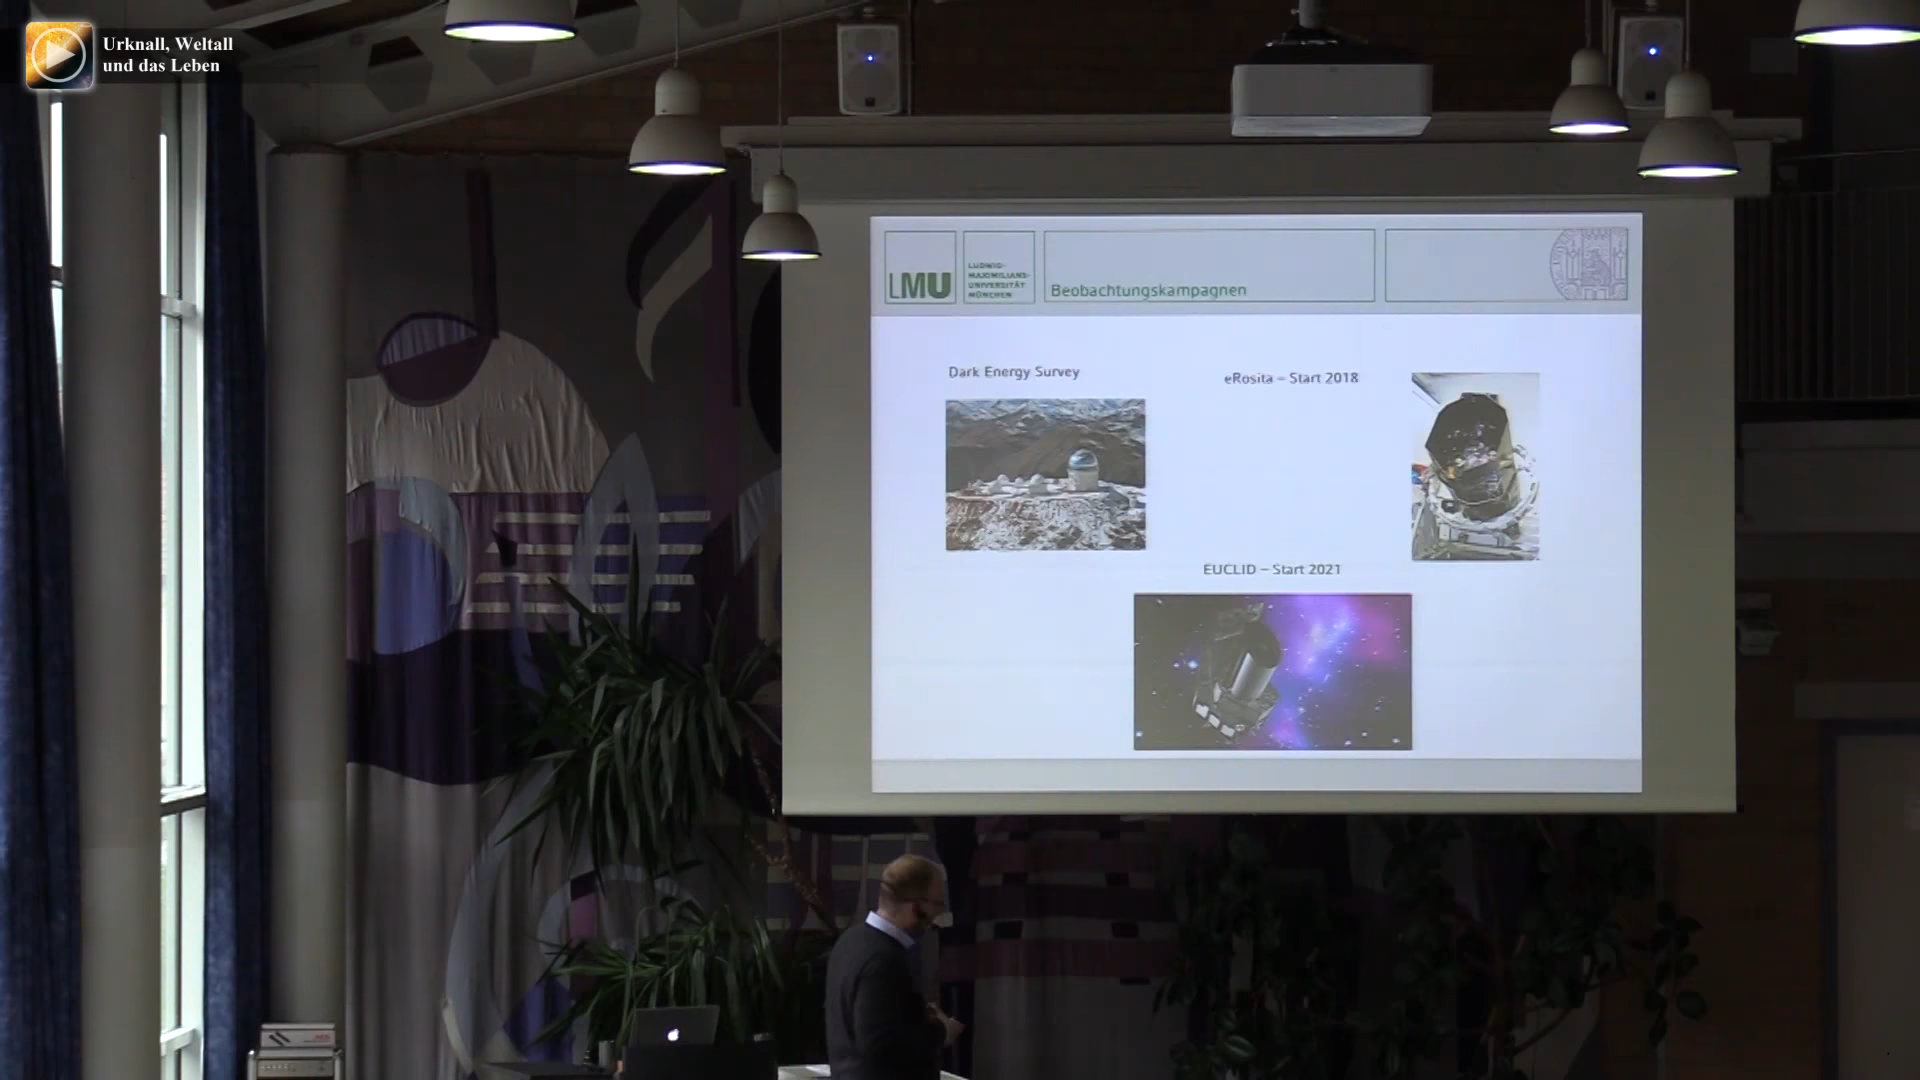 Urknall, Weltall
und das Leben
LMU
LUDWIG-
MAXIMILIANS-
UNIVERSITÄT
MÜNCHEN
Beobachtungskampagnen
Dark Energy Survey
eRosita – Start 2018
EUCLID – Start 2021